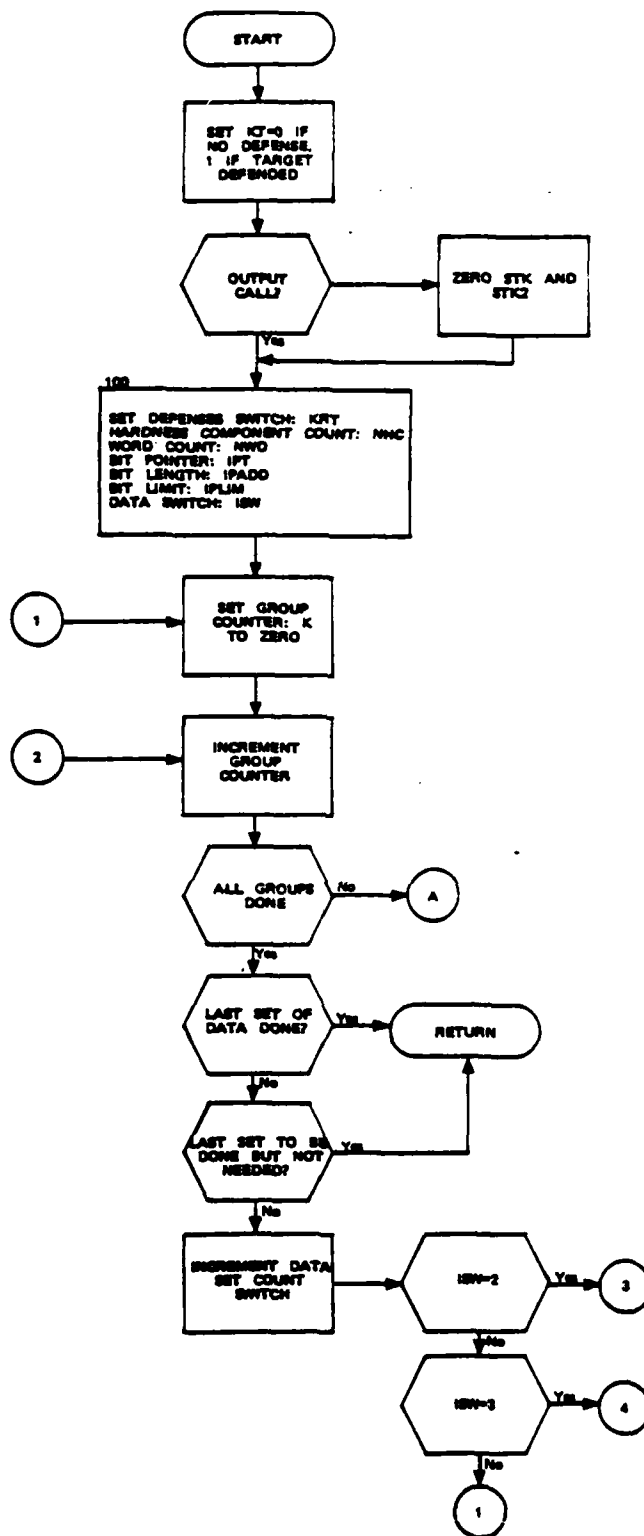 START
SET ICT=0 IF
NO DEFENSE,
1 IF TARGET
DEFENDED
OUTPUT
CALL?
ZERO STK AND
STK2
Yes
100
SET DEFENSES SWITCH: KRT
HARDNESS COMPONENT COUNT: NHC
WORD COUNT: NWD
BIT POINTER: IPT
BIT LENGTH: IPADD
BIT LIMIT: IPLIM
DATA SWITCH: ISW
1
SET GROUP
COUNTER: K
TO ZERO
2
INCREMENT
GROUP
COUNTER
ALL GROUPS
DONE
No
A
Yes
LAST SET OF
DATA DONE?
Yes
RETURN
No
LAST SET TO BE
DONE BUT NOT
NEEDED?
Yes
No
INCREMENT DATA
SET COUNT
SWITCH
ISW=2
Yes
3
No
ISW=3
Yes
4
No
1